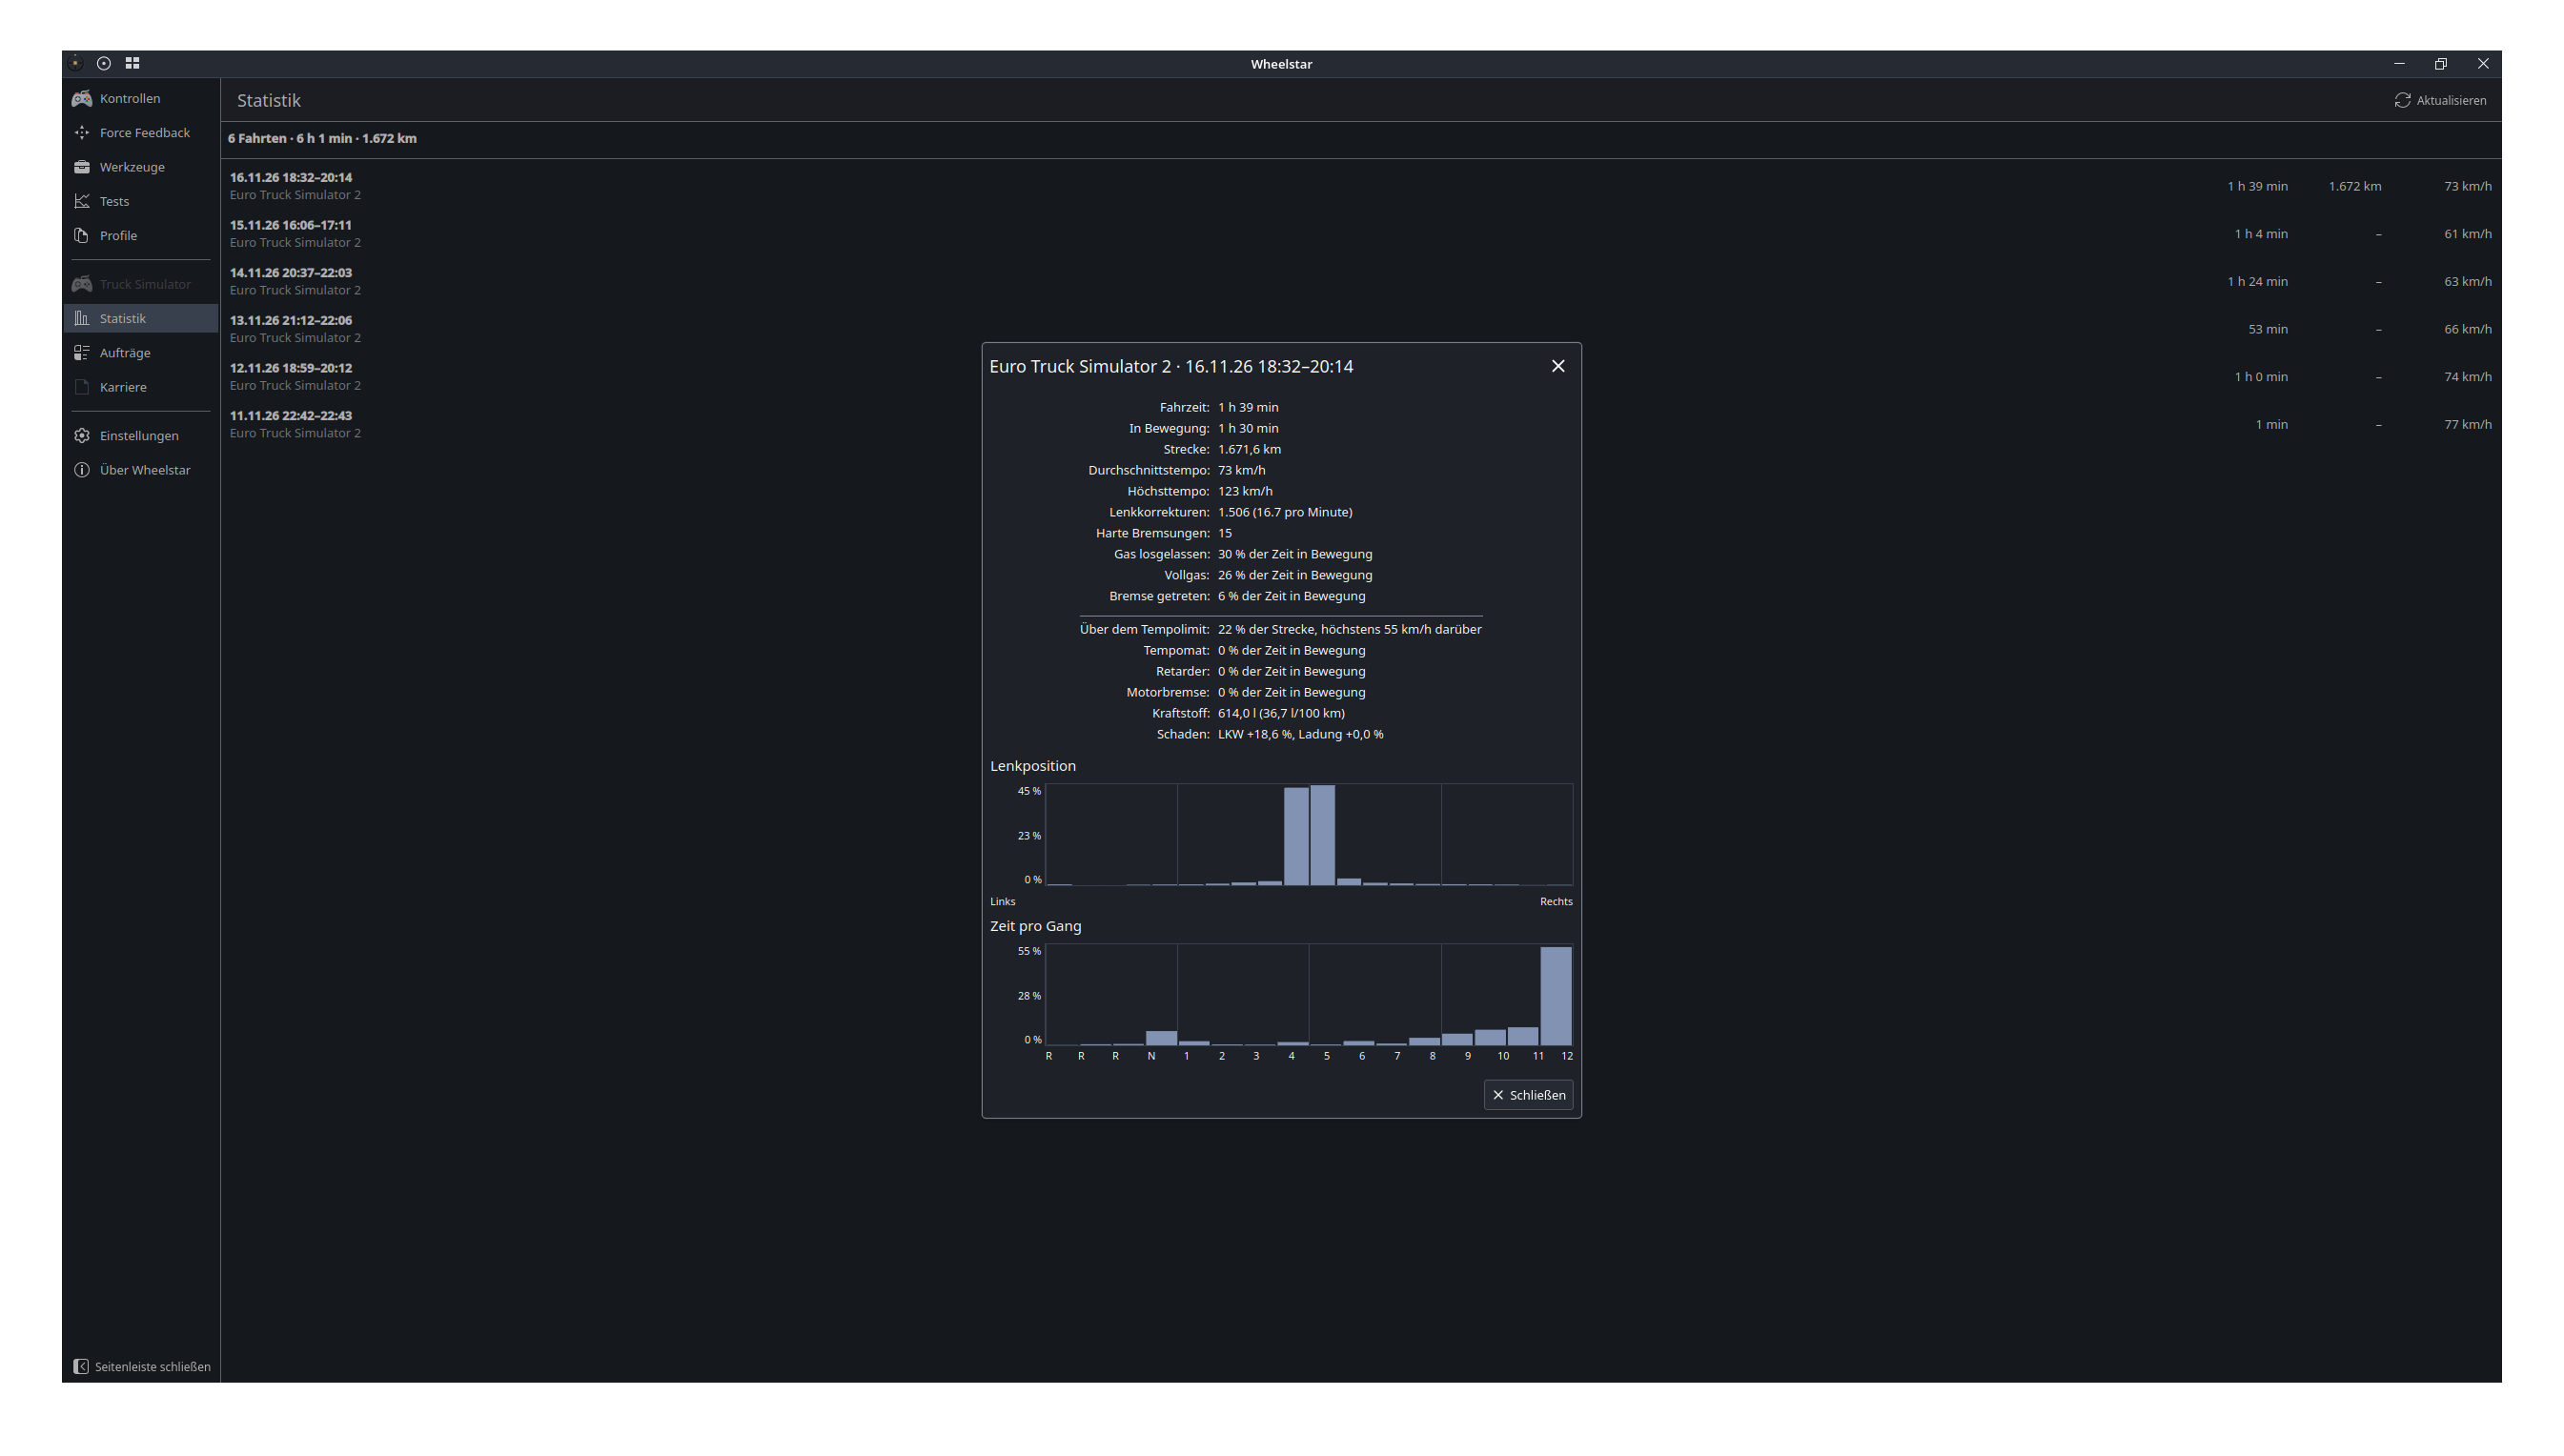 Wheelstar
Kontrollen
Force Feedback
Werkzeuge
Tests
Profile
Truck Simulator
Statistik
Aufträge
Karriere
Einstellungen
Über Wheelstar
Seitenleiste schließen
Statistik
Aktualisieren
6 Fahrten · 6 h 1 min · 1.672 km
16.11.26 18:32–20:14
Euro Truck Simulator 2
1 h 39 min 1.672 km 73 km/h
15.11.26 16:06–17:11
Euro Truck Simulator 2
1 h 4 min – 61 km/h
14.11.26 20:37–22:03
Euro Truck Simulator 2
1 h 24 min – 63 km/h
13.11.26 21:12–22:06
Euro Truck Simulator 2
53 min – 66 km/h
12.11.26 18:59–20:12
Euro Truck Simulator 2
1 h 0 min – 74 km/h
11.11.26 22:42–22:43
Euro Truck Simulator 2
1 min – 77 km/h
Euro Truck Simulator 2 · 16.11.26 18:32–20:14
Fahrzeit: 1 h 39 min
In Bewegung: 1 h 30 min
Strecke: 1.671,6 km
Durchschnittstempo: 73 km/h
Höchsttempo: 123 km/h
Lenkkorrekturen: 1.506 (16.7 pro Minute)
Harte Bremsungen: 15
Gas losgelassen: 30 % der Zeit in Bewegung
Vollgas: 26 % der Zeit in Bewegung
Bremse getreten: 6 % der Zeit in Bewegung
Über dem Tempolimit: 22 % der Strecke, höchstens 55 km/h darüber
Tempomat: 0 % der Zeit in Bewegung
Retarder: 0 % der Zeit in Bewegung
Motorbremse: 0 % der Zeit in Bewegung
Kraftstoff: 614,0 l (36,7 l/100 km)
Schaden: LKW +18,6 %, Ladung +0,0 %
Lenkposition
45 %
23 %
0 %
Links Rechts
Zeit pro Gang
55 %
28 %
0 %
R R R N 1 2 3 4 5 6 7 8 9 10 11 12
Schließen